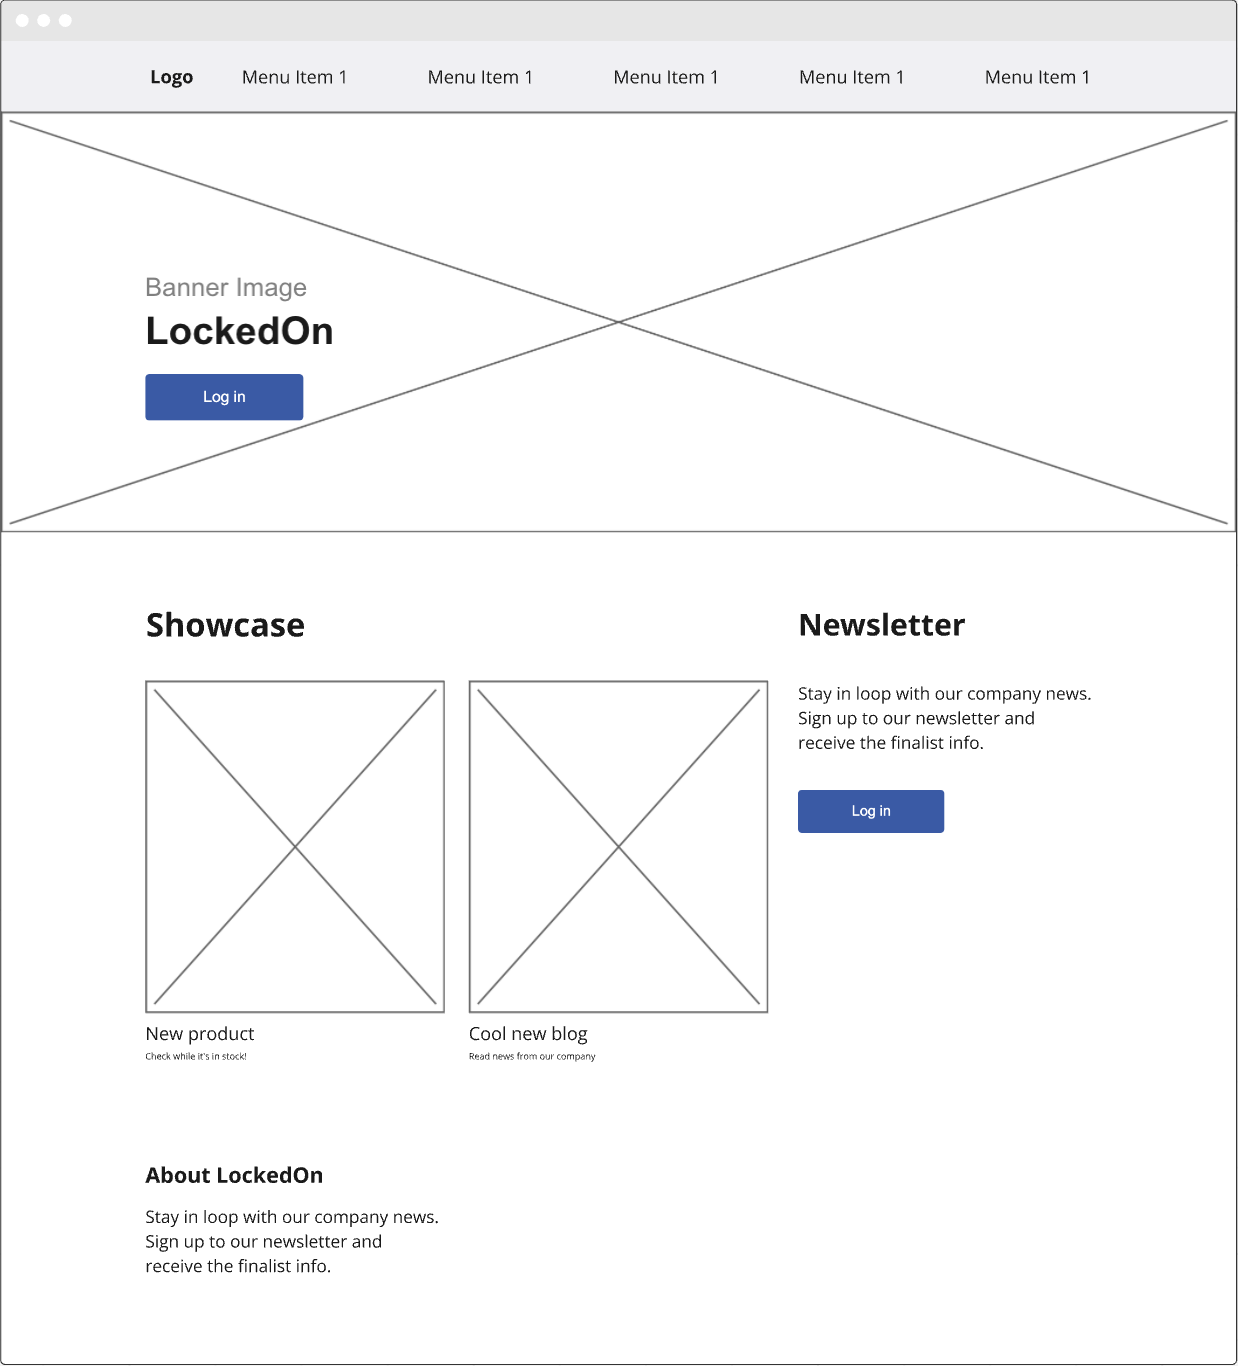 Logo Menu Item 1 Menu Item 1 Menu Item 1 Menu Item 1 Menu Item 1
Banner Image
LockedOn
Log in
Showcase
New product
Check while it's in stock!
Cool new blog
Read news from our company
Newsletter
Stay in loop with our company news.
Sign up to our newsletter and
receive the finalist info.
Log in
About LockedOn
Stay in loop with our company news.
Sign up to our newsletter and
receive the finalist info.